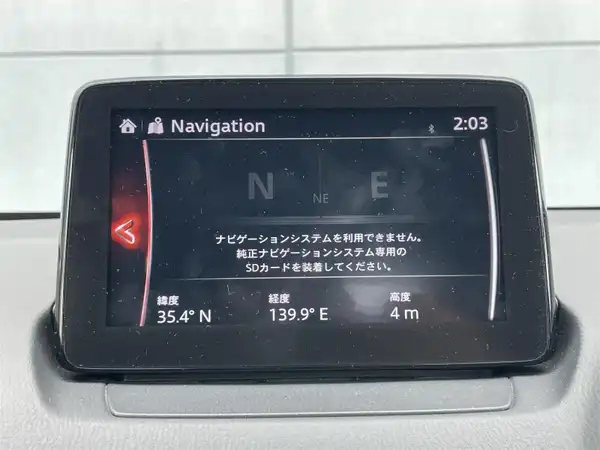 Navigation 2:03
N NE E
ナビゲーションシステムを利用できません。
純正ナビゲーションシステム専用の
SDカードを装着してください。
緯度 経度 高度
35.4° N 139.9° E 4 m